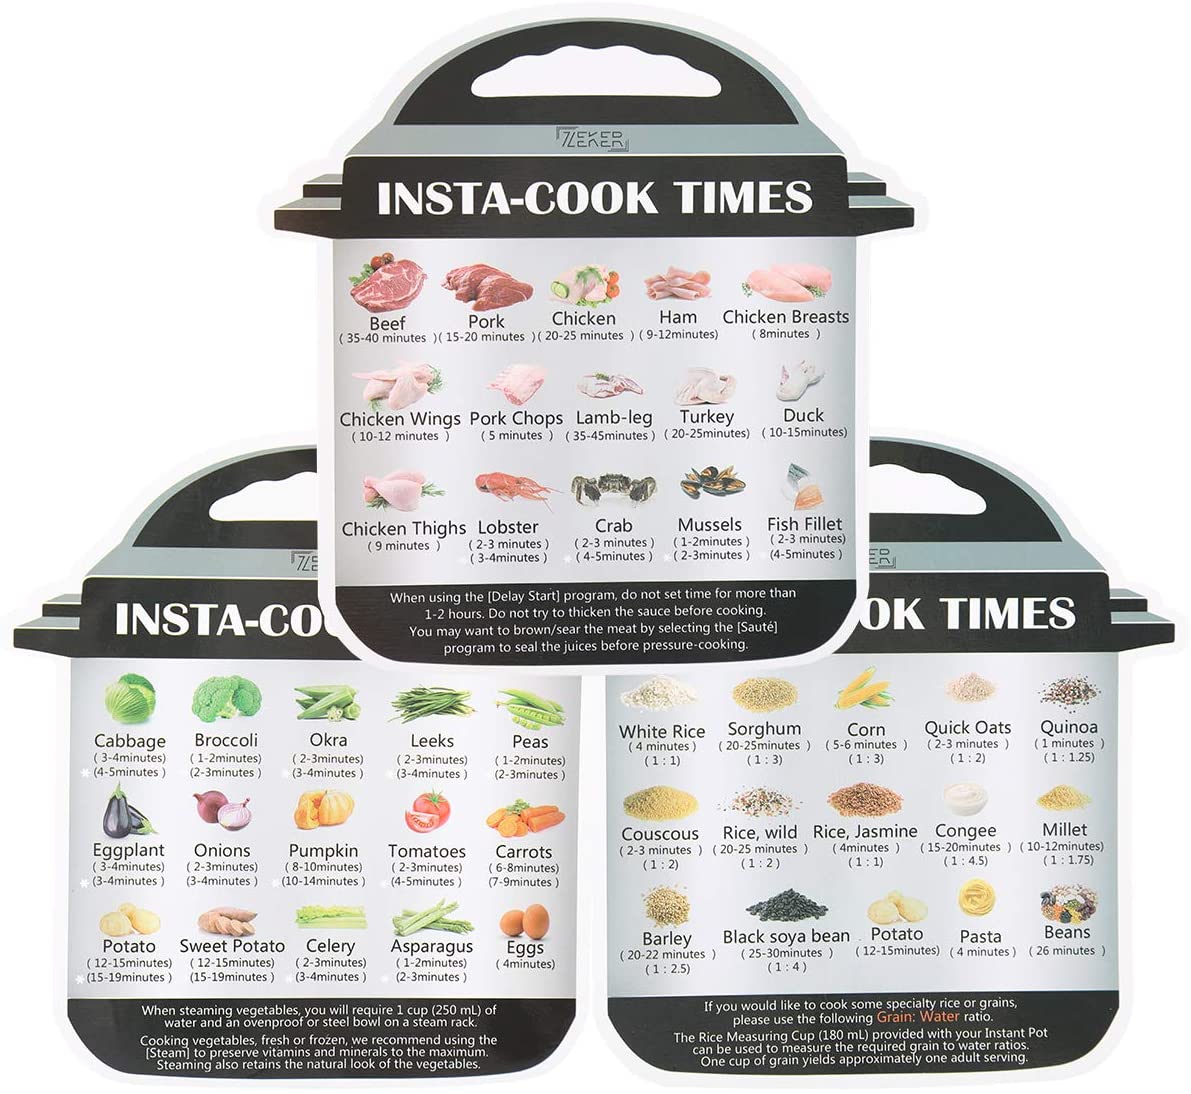 ZEKER
INSTA-COOK TIMES
Beef Pork Chicken Ham Chicken Breasts
( 35-40 minutes ) ( 15-20 minutes ) ( 20-25 minutes ) ( 9-12minutes) ( 8minutes )
Chicken Wings Pork Chops Lamb-leg Turkey Duck
( 10-12 minutes ) ( 5 minutes ) (35-45minutes) (20-25minutes) ( 10-15minutes)
Chicken Thighs Lobster Crab Mussels Fish Fillet
( 9 minutes ) ( 2-3 minutes ) ( 2-3 minutes ) ( 1-2minutes ) ( 2-3 minutes)
* ( 3-4minutes ) * ( 4-5minutes ) * ( 2-3minutes ) * (4-5minutes )
When using the [Delay Start] program, do not set time for more than
1-2 hours. Do not try to thicken the sauce before cooking.
You may want to brown/sear the meat by selecting the [Sauté]
program to seal the juices before pressure-cooking.
ZEKER
INSTA-COO
Cabbage Broccoli Okra Leeks Peas
( 3-4minutes) ( 1-2minutes) ( 2-3minutes) ( 2-3minutes) ( 1-2minutes)
* (4-5minutes ) (2-3minutes ) * (3-4minutes ) * (3-4minutes ) (2-3minutes )
Eggplant Onions Pumpkin Tomatoes Carrots
( 3-4minutes) ( 2-3minutes) ( 8-10minutes) ( 2-3minutes) ( 6-8minutes)
* (3-4minutes ) (3-4minutes ) * (10-14minutes ) * (4-5minutes ) (7-9minutes )
Potato Sweet Potato Celery Asparagus Eggs
(12-15minutes) (12-15minutes) ( 2-3minutes) ( 1-2minutes) (4minutes)
* (15-19minutes ) (15-19minutes ) * (3-4minutes ) * (2-3minutes )
When steaming vegetables, you will require 1 cup (250 mL) of
water and an ovenproof or steel bowl on a steam rack.
Cooking vegetables, fresh or frozen, we recommend using the
[Steam] to preserve vitamins and minerals to the maximum.
Steaming also retains the natural look of the vegetables.
KER
OK TIMES
White Rice Sorghum Corn Quick Oats Quinoa
( 4 minutes ) (20-25minutes ) ( 5-6 minutes ) ( 2-3 minutes ) ( 1 minutes )
( 1 : 1) ( 1 : 3) ( 1 : 3) ( 1 : 2) ( 1 : 1.25)
Couscous Rice, wild Rice, Jasmine Congee Millet
( 2-3 minutes ) (20-25 minutes ) ( 4minutes ) (15-20minutes ) (10-12minutes)
( 1 : 2) ( 1 : 2 ) ( 1 : 1) ( 1 : 4.5) ( 1 : 1.75)
Barley Black soya bean Potato Pasta Beans
(20-22 minutes ) (25-30minutes ) (12-15minutes) ( 4 minutes ) ( 26 minutes )
( 1 : 2.5) ( 1 : 4 )
If you would like to cook some specialty rice or grains,
please use the following Grain: Water ratio.
The Rice Measuring Cup (180 mL) provided with your Instant Pot
can be used to measure the required grain to water ratios.
One cup of grain yields approximately one adult serving.